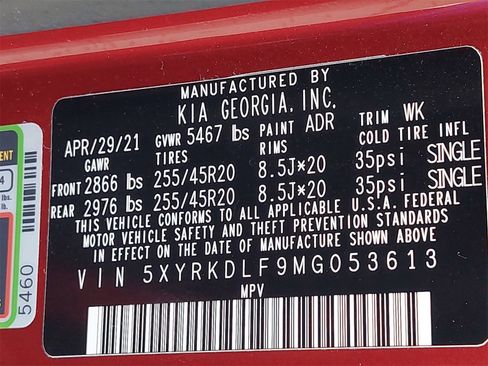 MANUFACTURED BY
KIA GEORGIA, INC.
APR/29/21 GVWR 5467 lbs PAINT ADR TRIM WK
GAWR TIRES RIMS COLD TIRE INFL
FRONT 2866 lbs 255/45R20 8.5J*20 35psi SINGLE
REAR 2976 lbs 255/45R20 8.5J*20 35psi SINGLE
THIS VEHICLE CONFORMS TO ALL APPLICABLE U.S.A. FEDERAL
MOTOR VEHICLE SAFETY AND THEFT PREVENTION STANDARDS
IN EFFECT ON THE DATE OF MANUFACTURE SHOWN ABOVE
VIN 5XYRKDLF9MG053613
MPV
5460
4
lbs.